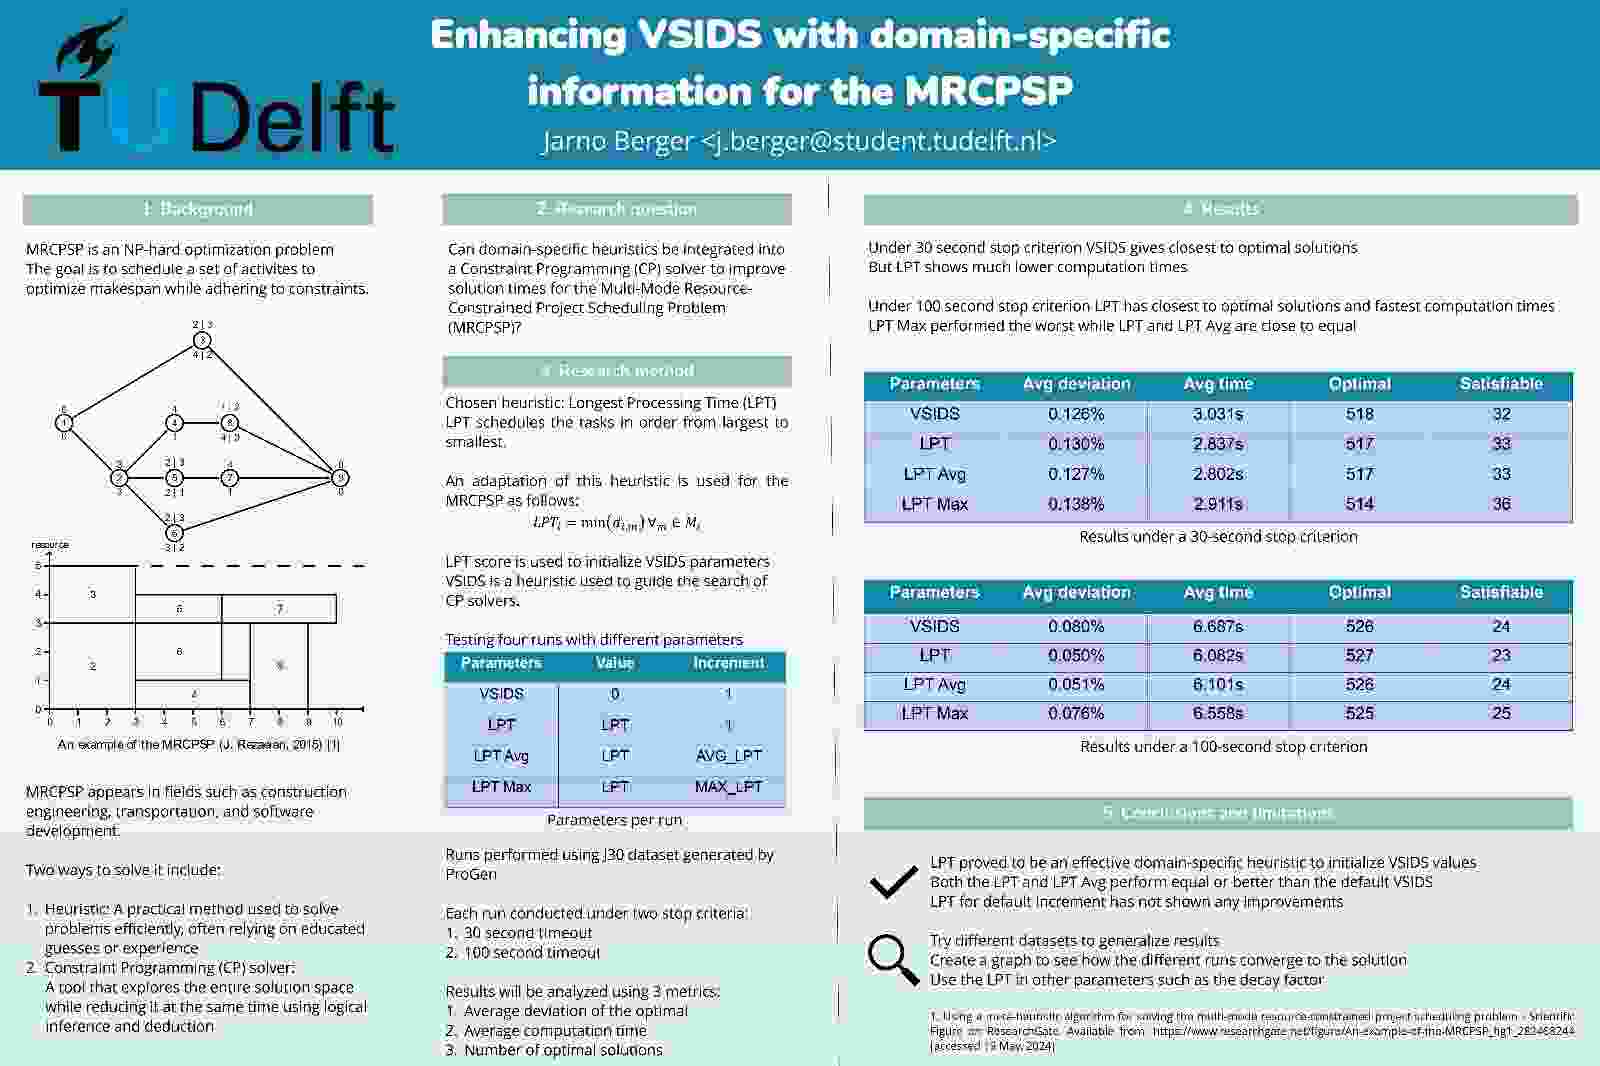 TU Delft
Enhancing VSIDS with domain-specific
information for the MRCPSP
Jarno Berger <j.berger@student.tudelft.nl>
1. Background
MRCPSP is an NP-hard optimization problem
The goal is to schedule a set of activites to
optimize makespan while adhering to constraints.
2 | 3
3
4 | 2
0
1
0
4
4
1
1 | 2
8
4 | 3
3
2
3
2 | 3
5
2 | 1
4
7
1
0
9
0
2 | 3
6
3 | 2
resource
5
4
3
2
1
0
3
2
5
6
4
7
0 1 2 3 4 5 6 7 8 9 10
An example of the MRCPSP (J. Rezaeian, 2015) [1]
MRCPSP appears in fields such as construction
engineering, transportation, and software
development.
Two ways to solve it include:
1. Heuristic: A practical method used to solve
problems efficiently, often relying on educated
guesses or experience
2. Constraint Programming (CP) solver:
A tool that explores the entire solution space
while reducing it at the same time using logical
inference and deduction
2. Research question
Can domain-specific heuristics be integrated into
a Constraint Programming (CP) solver to improve
solution times for the Multi-Mode Resource-
Constrained Project Scheduling Problem
(MRCPSP)?
Research method
Chosen heuristic: Longest Processing Time (LPT)
LPT schedules the tasks in order from largest to
smallest.
An adaptation of this heuristic is used for the
MRCPSP as follows:
LPT_i = min(d_{i,m}) ∀_m ∈ M_i
LPT score is used to initialize VSIDS parameters
VSIDS is a heuristic used to guide the search of
CP solvers.
Testing four runs with different parameters
Parameters Value Increment
VSIDS 0 1
LPT LPT 1
LPT Avg LPT AVG_LPT
LPT Max LPT MAX_LPT
Parameters per run
Runs performed using J30 dataset generated by
ProGen
Each run conducted under two stop criteria:
1. 30 second timeout
2. 100 second timeout
Results will be analyzed using 3 metrics:
1. Average deviation of the optimal
2. Average computation time
3. Number of optimal solutions
4. Results
Under 30 second stop criterion VSIDS gives closest to optimal solutions
But LPT shows much lower computation times
Under 100 second stop criterion LPT has closest to optimal solutions and fastest computation times
LPT Max performed the worst while LPT and LPT Avg are close to equal
Parameters Avg deviation Avg time Optimal Satisfiable
VSIDS 0.126% 3.031s 518 32
LPT 0.130% 2.837s 517 33
LPT Avg 0.127% 2.802s 517 33
LPT Max 0.138% 2.911s 514 36
Results under a 30-second stop criterion
Parameters Avg deviation Avg time Optimal Satisfiable
VSIDS 0.080% 6.687s 526 24
LPT 0.050% 6.082s 527 23
LPT Avg 0.051% 6.101s 526 24
LPT Max 0.076% 6.558s 525 25
Results under a 100-second stop criterion
5. Conclusions and limitations
LPT proved to be an effective domain-specific heuristic to initialize VSIDS values
Both the LPT and LPT Avg perform equal or better than the default VSIDS
LPT for default Increment has not shown any improvements
Try different datasets to generalize results
Create a graph to see how the different runs converge to the solution
Use the LPT in other parameters such as the decay factor
1. Using a meta-heuristic algorithm for solving the multi-mode resource-constrained project scheduling problem - Scientific
Figure on ResearchGate. Available from: https://www.researchgate.net/figure/An-example-of-the-MRCPSP_fig1_282468244
[accessed 19 May, 2024]